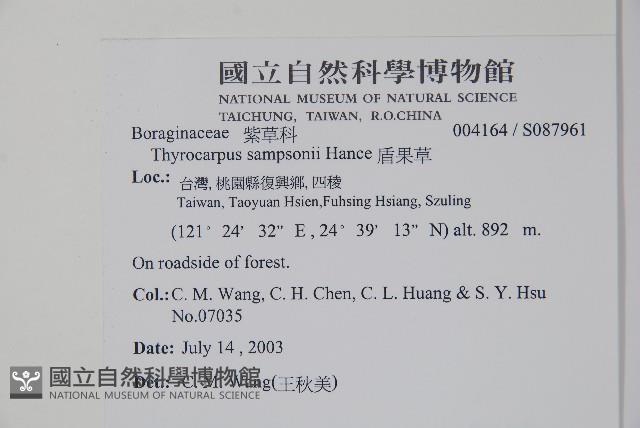 國立自然科學博物館
NATIONAL MUSEUM OF NATURAL SCIENCE
TAICHUNG, TAIWAN, R.O.CHINA
Boraginaceae 紫草科 004164 / S087961
Thyrocarpus sampsonii Hance 盾果草
Loc.: 台灣, 桃園縣復興鄉, 四稜
Taiwan, Taoyuan Hsien,Fuhsing Hsiang, Szuling
(121° 24' 32" E , 24° 39' 13" N) alt. 892 m.
On roadside of forest.
Col.: C. M. Wang, C. H. Chen, C. L. Huang & S. Y. Hsu
No.07035
Date: July 14 , 2003
Det.: C. M. Wang(王秋美)
國立自然科學博物館
NATIONAL MUSEUM OF NATURAL SCIENCE